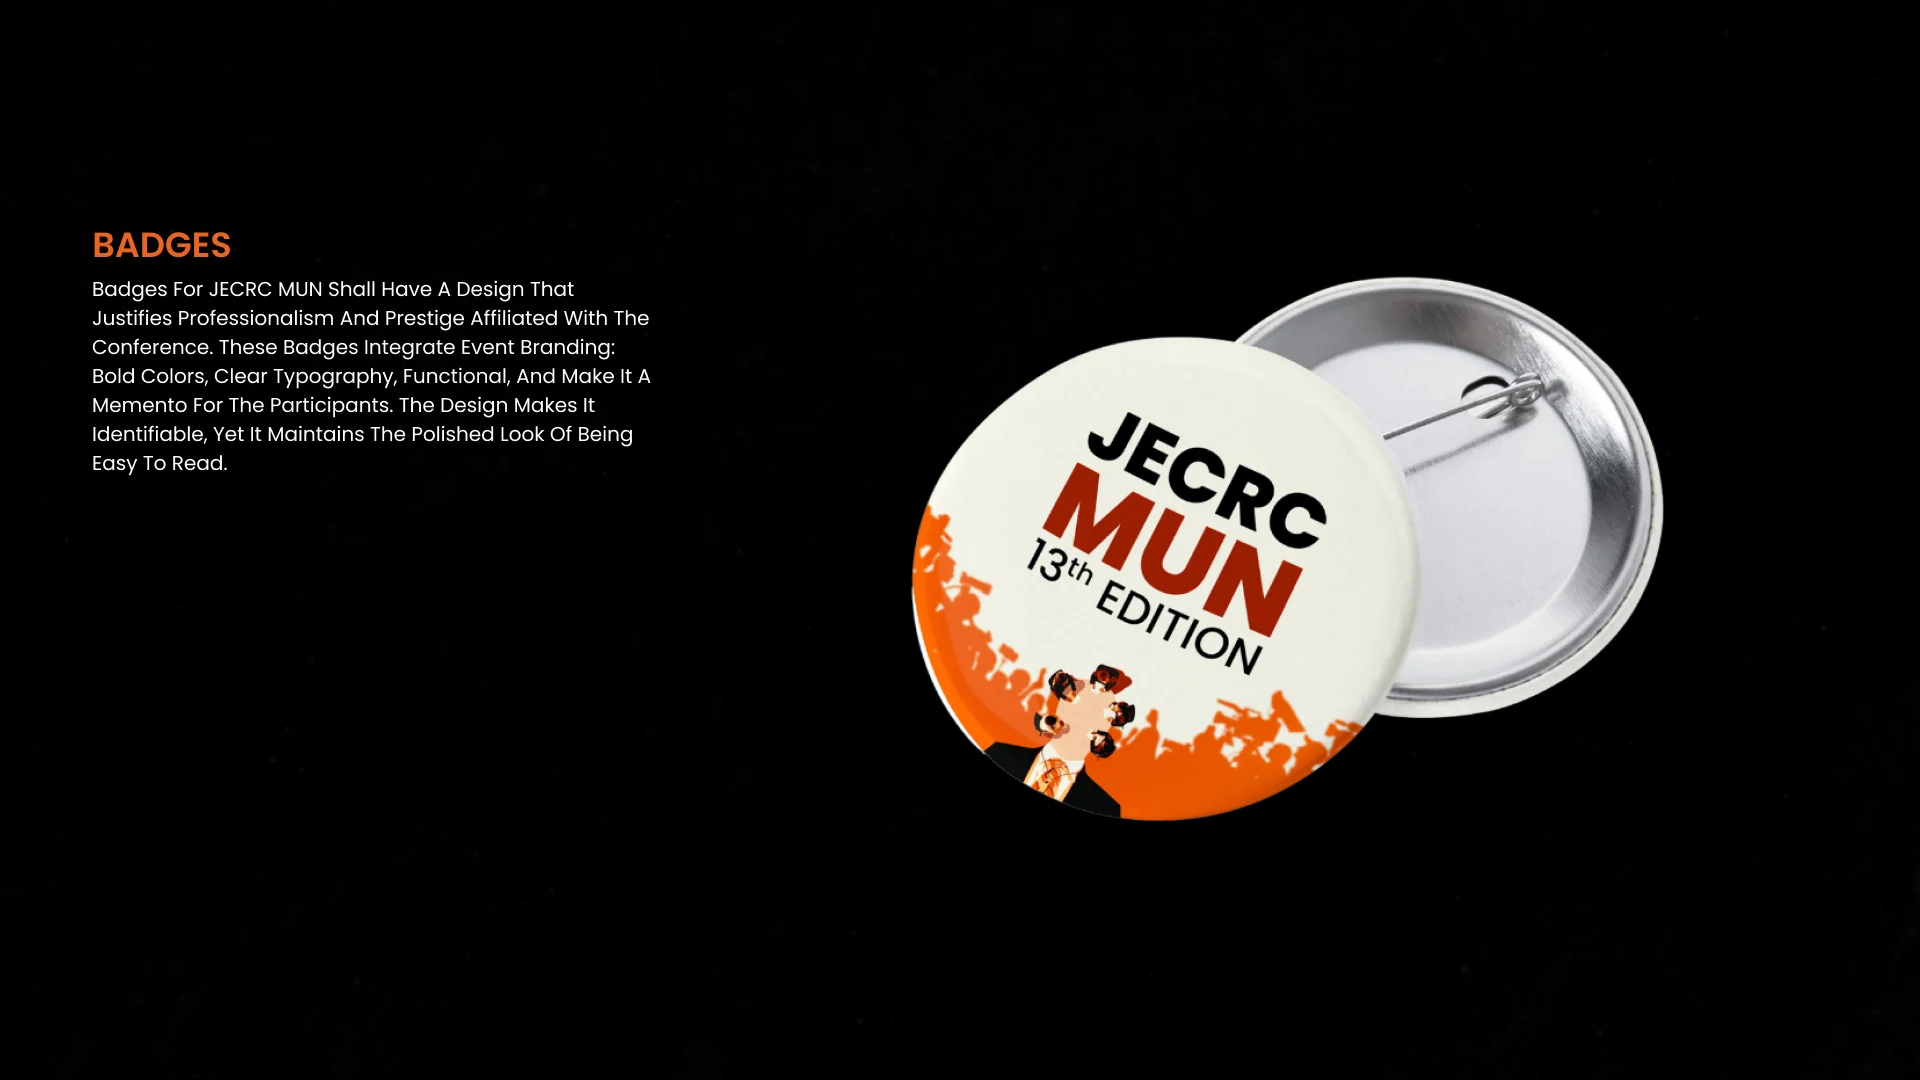 BADGES
Badges For JECRC MUN Shall Have A Design That
Justifies Professionalism And Prestige Affiliated With The
Conference. These Badges Integrate Event Branding:
Bold Colors, Clear Typography, Functional, And Make It A
Memento For The Participants. The Design Makes It
Identifiable, Yet It Maintains The Polished Look Of Being
Easy To Read.
JECRC
MUN
13th EDITION